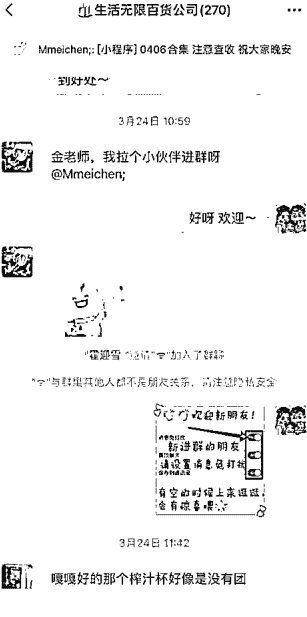 生活无限百货公司(270)
Mmeichen;: [小程序] 0406合集 注意查收 祝大家晚安
到好处～
3月24日 10:59
金老师，我拉个小伙伴进群呀
@Mmeichen;
好呀 欢迎～
"霍迎雪"邀请" "加入了群聊
" "与群里其他人都不是朋友关系，请注意隐私安全
欢迎新朋友！
新进群的朋友
请设置消息免打扰
有空的时候上来逛逛
会有惊喜喔
3月24日 11:42
嘎嘎好的那个榨汁杯好像是没有团